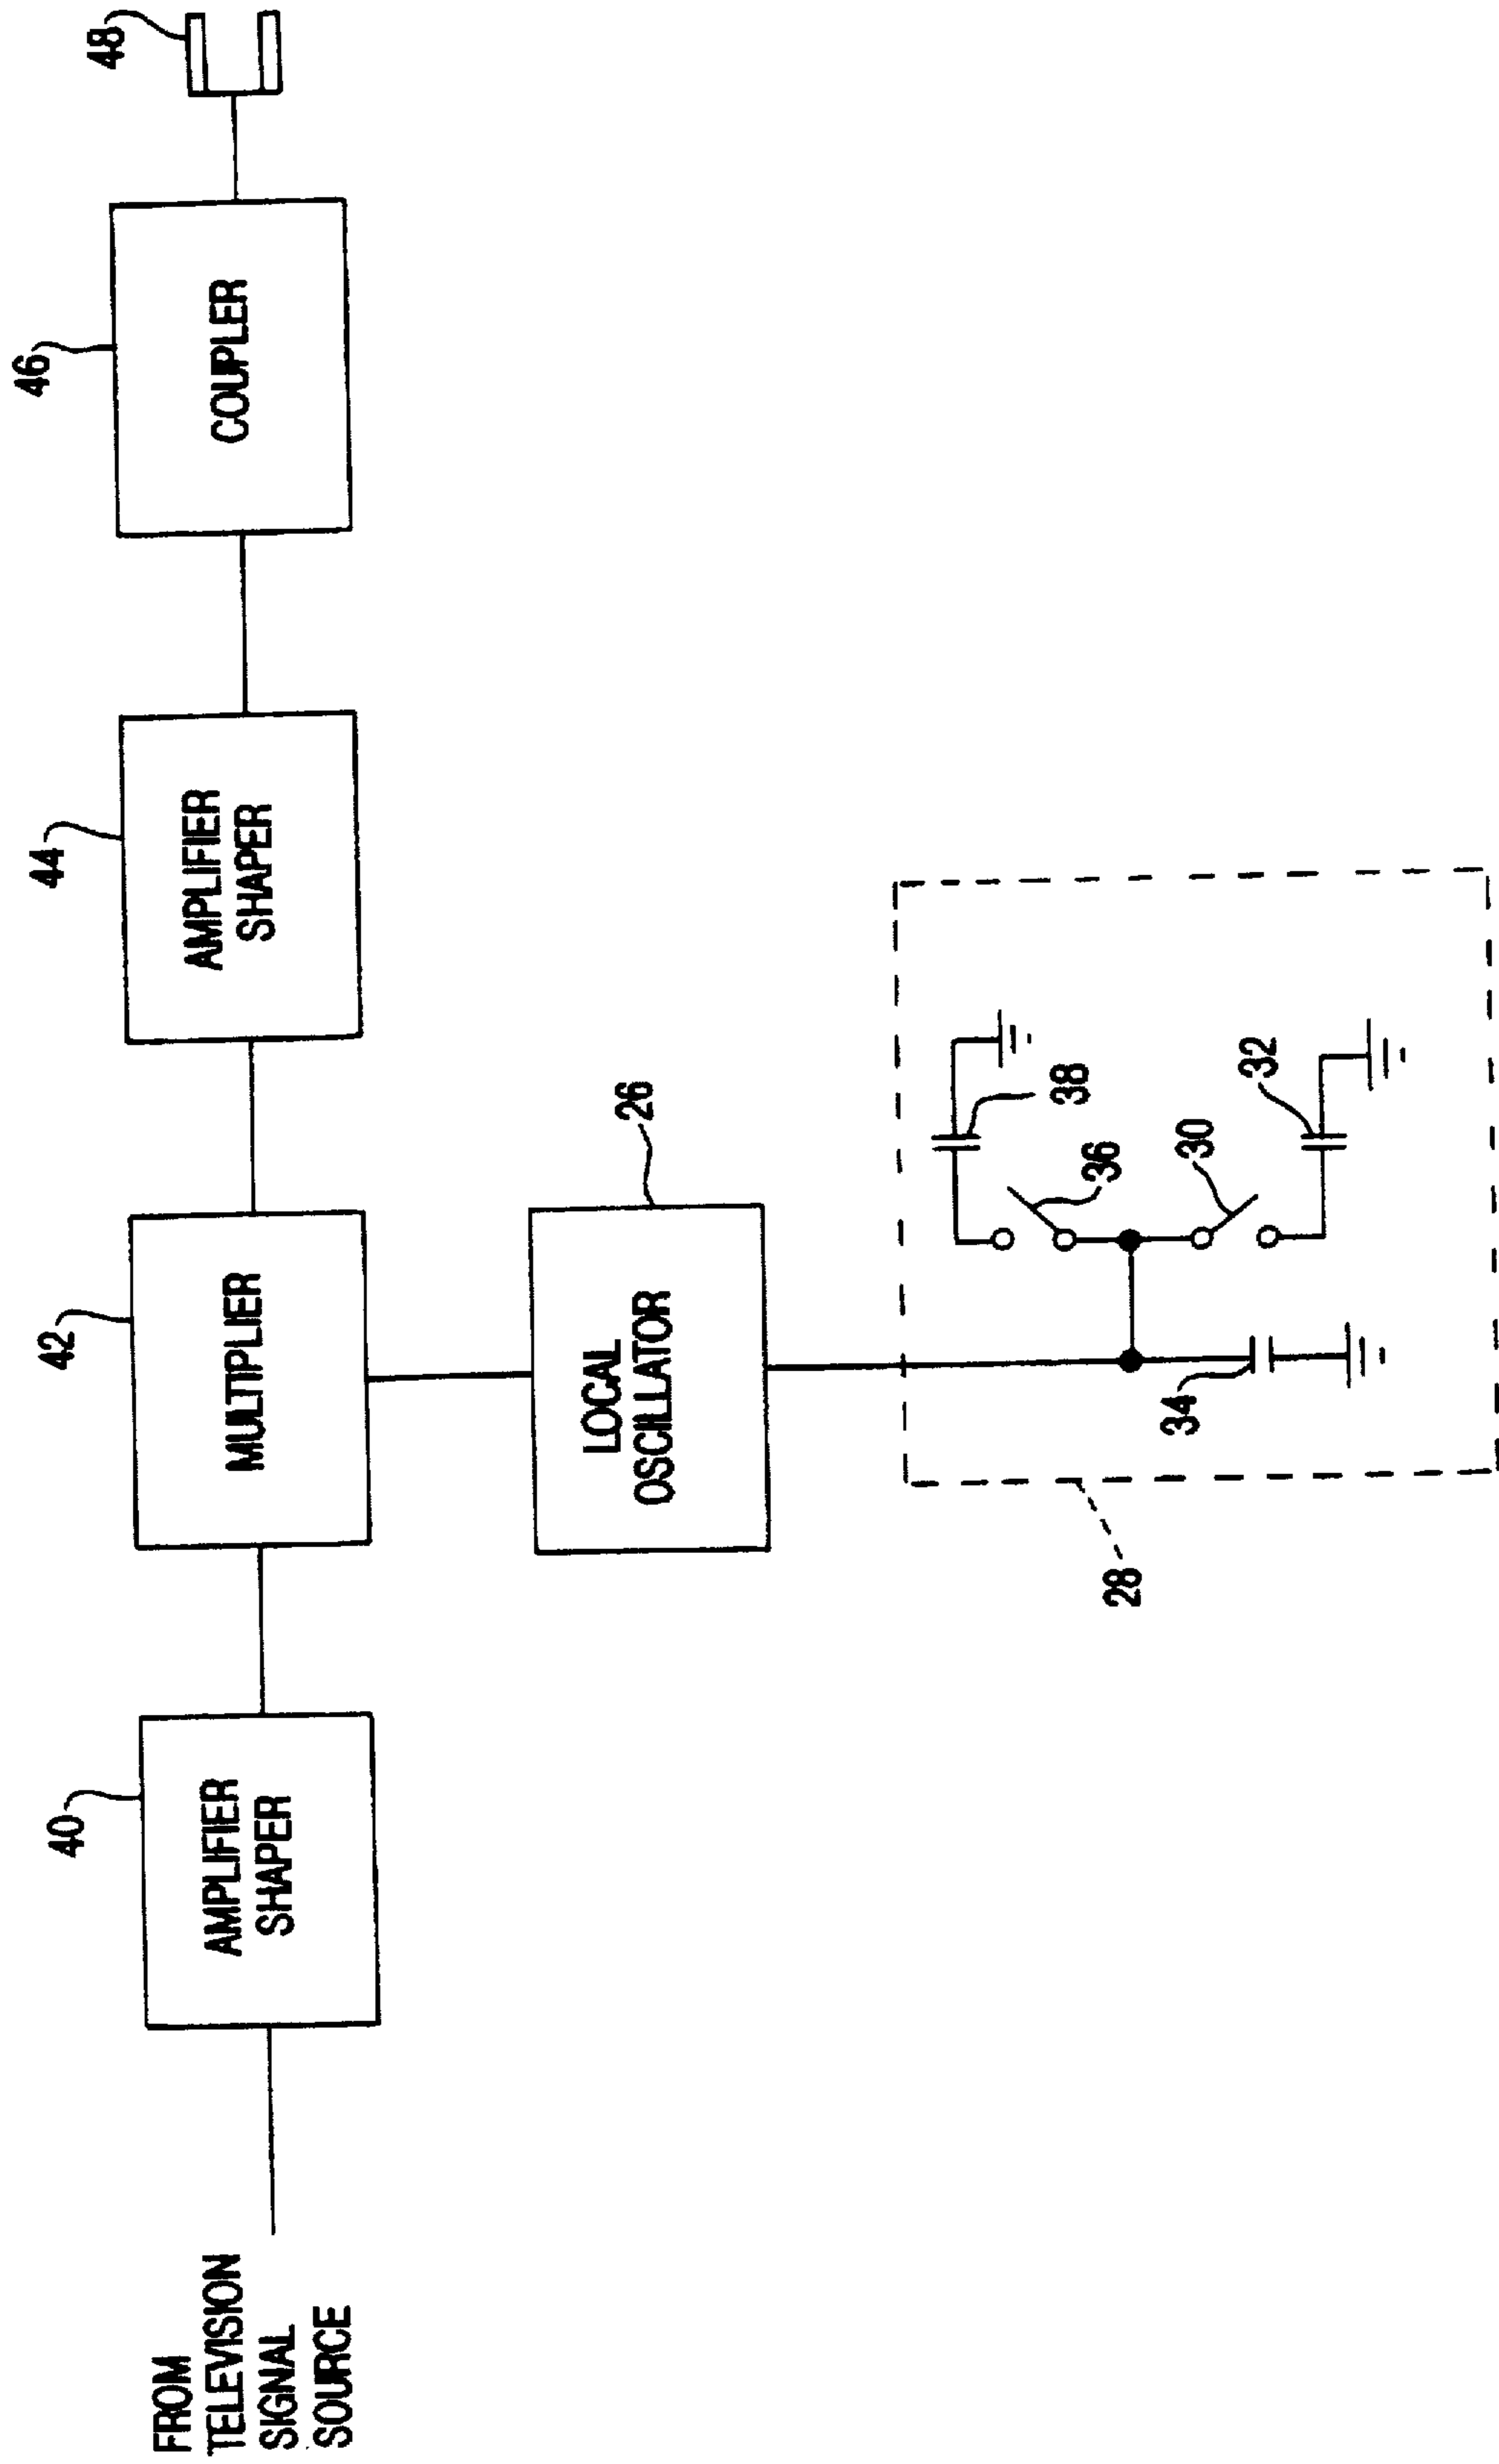 FROM
TELEVISION
SIGNAL
SOURCE
40
AMPLIFIER
SHAPER
42
MULTIPLIER
44
AMPLIFIER
SHAPER
46
COUPLER
48
LOCAL
OSCILLATOR
26
28
34
36
38
30
32